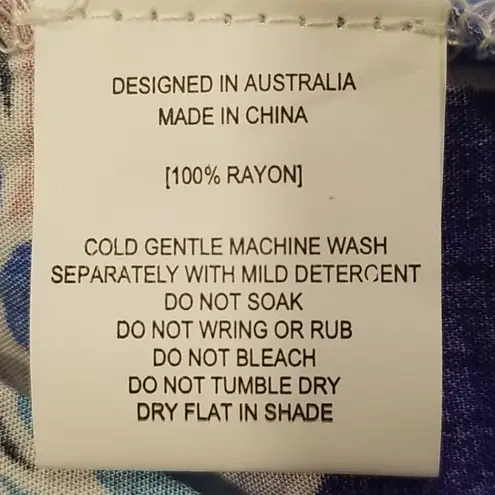 DESIGNED IN AUSTRALIA
MADE IN CHINA
[100% RAYON]
COLD GENTLE MACHINE WASH
SEPARATELY WITH MILD DETERGENT
DO NOT SOAK
DO NOT WRING OR RUB
DO NOT BLEACH
DO NOT TUMBLE DRY
DRY FLAT IN SHADE